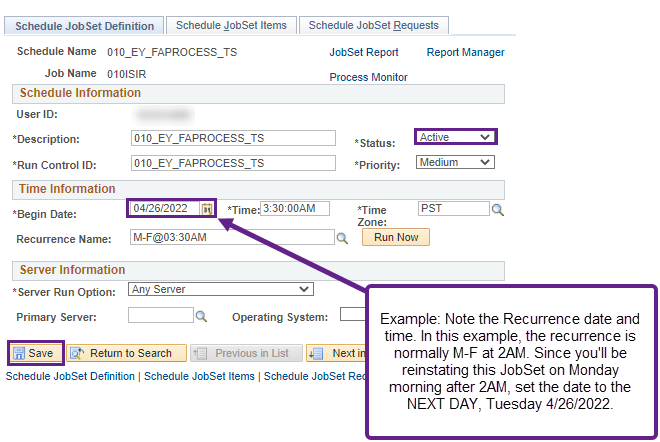 Schedule JobSet Definition Schedule JobSet Items Schedule JobSet Requests
Schedule Name 010_EY_FAPROCESS_TS JobSet Report Report Manager
Job Name 010ISIR Process Monitor
Schedule Information
User ID:
*Description: 010_EY_FAPROCESS_TS *Status: Active
*Run Control ID: 010_EY_FAPROCESS_TS *Priority: Medium
Time Information
*Begin Date: 04/26/2022 *Time: 3:30:00AM *Time Zone: PST
Recurrence Name: M-F@03:30AM Run Now
Server Information
*Server Run Option: Any Server
Primary Server: Operating System:
Save Return to Search Previous in List Next in
Schedule JobSet Definition | Schedule JobSet Items | Schedule JobSet Rec
Example: Note the Recurrence date and
time. In this example, the recurrence is
normally M-F at 2AM. Since you'll be
reinstating this JobSet on Monday
morning after 2AM, set the date to the
NEXT DAY, Tuesday 4/26/2022.